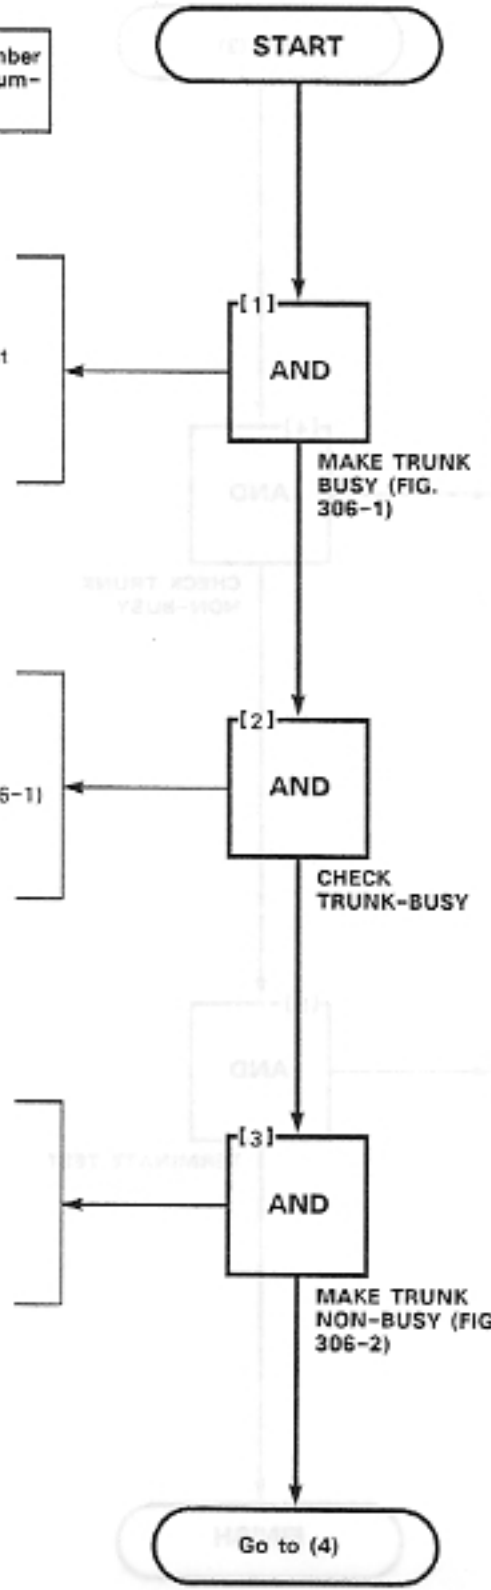 START
[1]
AND
MAKE TRUNK
BUSY (FIG.
306-1)
[2]
AND
CHECK
TRUNK-BUSY
[3]
AND
MAKE TRUNK
NON-BUSY (FIG
306-2)
Go to (4)